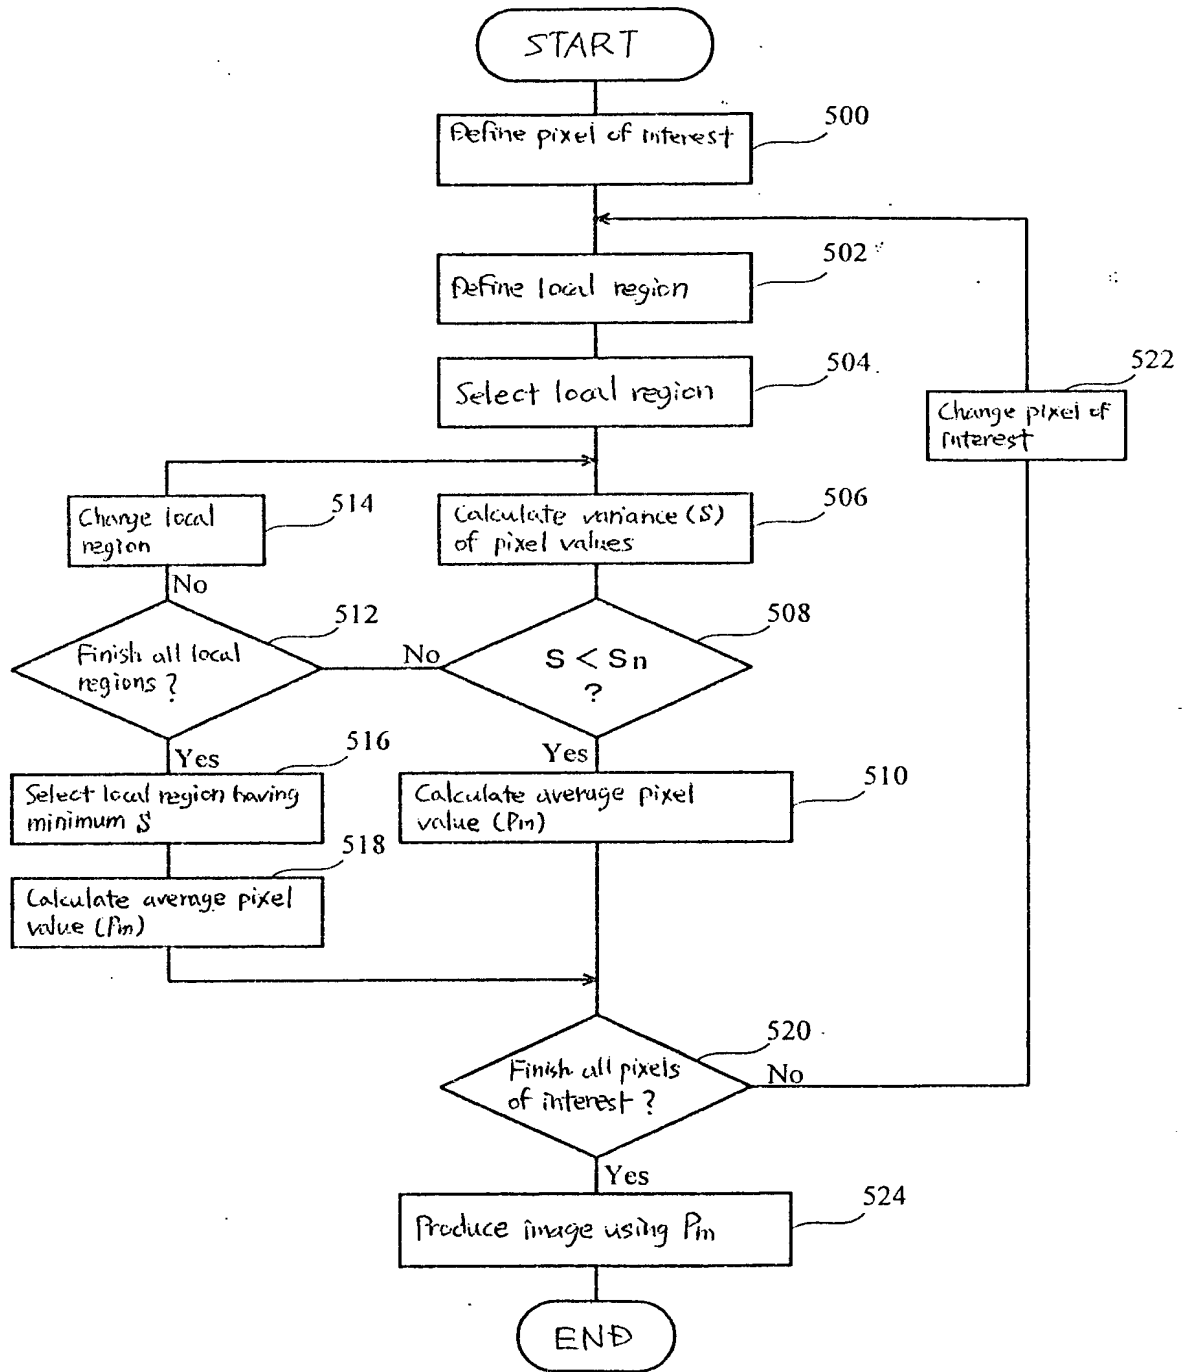 START
500
Define pixel of interest
502
Define local region
504
Select local region
522
Change pixel of
interest
514
Change local
region
506
Calculate variance (S)
of pixel values
No
512
Finish all local
regions ?
No
508
S < Sn
?
Yes
516
Select local region having
minimum S
Yes
510
Calculate average pixel
value (Pm)
518
Calculate average pixel
value (Pm)
520
Finish all pixels
of interest ?
No
Yes
524
Produce image using Pm
END